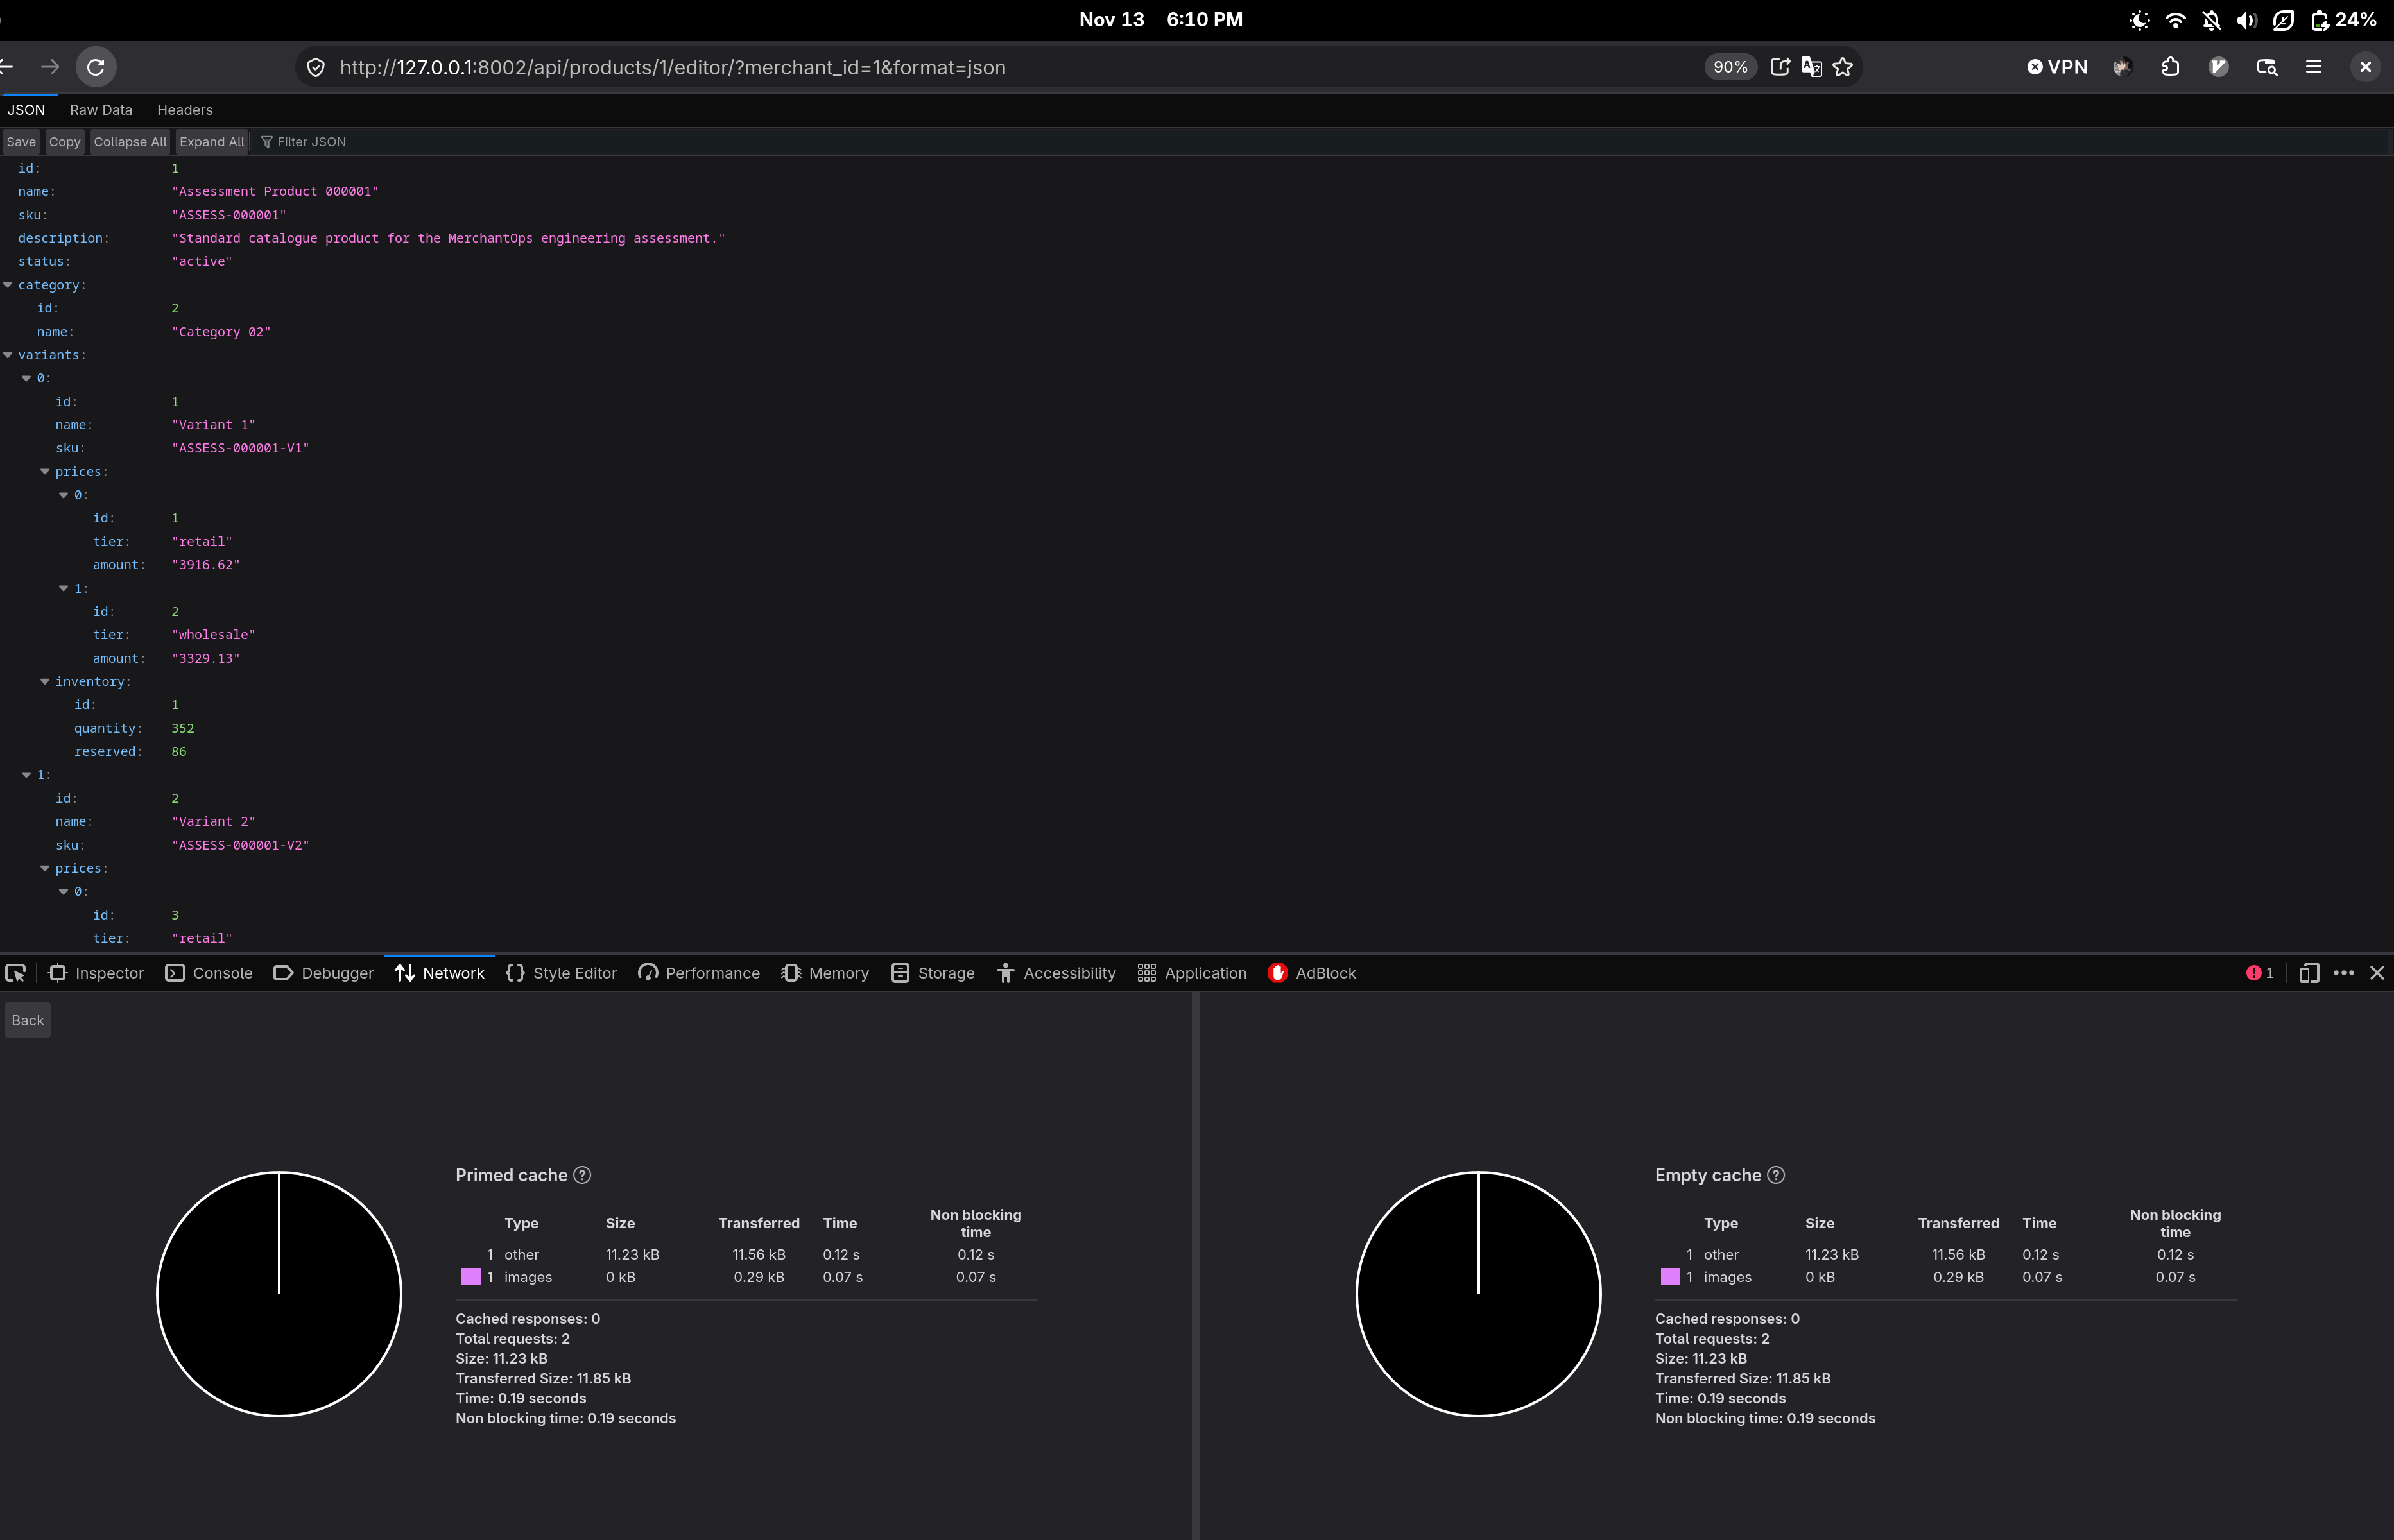 Nov 13 6:10 PM
24%
http://127.0.0.1:8002/api/products/1/editor/?merchant_id=1&format=json
90%
VPN
JSON Raw Data Headers
Save Copy Collapse All Expand All Filter JSON
id: 1
name: "Assessment Product 000001"
sku: "ASSESS-000001"
description: "Standard catalogue product for the MerchantOps engineering assessment."
status: "active"
category:
id: 2
name: "Category 02"
variants:
0:
id: 1
name: "Variant 1"
sku: "ASSESS-000001-V1"
prices:
0:
id: 1
tier: "retail"
amount: "3916.62"
1:
id: 2
tier: "wholesale"
amount: "3329.13"
inventory:
id: 1
quantity: 352
reserved: 86
1:
id: 2
name: "Variant 2"
sku: "ASSESS-000001-V2"
prices:
0:
id: 3
tier: "retail"
Inspector Console Debugger Network Style Editor Performance Memory Storage Accessibility Application AdBlock 1
Back
Primed cache ?
Type Size Transferred Time Non blocking time
1 other 11.23 kB 11.56 kB 0.12 s 0.12 s
1 images 0 kB 0.29 kB 0.07 s 0.07 s
Cached responses: 0
Total requests: 2
Size: 11.23 kB
Transferred Size: 11.85 kB
Time: 0.19 seconds
Non blocking time: 0.19 seconds
Empty cache ?
Type Size Transferred Time Non blocking time
1 other 11.23 kB 11.56 kB 0.12 s 0.12 s
1 images 0 kB 0.29 kB 0.07 s 0.07 s
Cached responses: 0
Total requests: 2
Size: 11.23 kB
Transferred Size: 11.85 kB
Time: 0.19 seconds
Non blocking time: 0.19 seconds